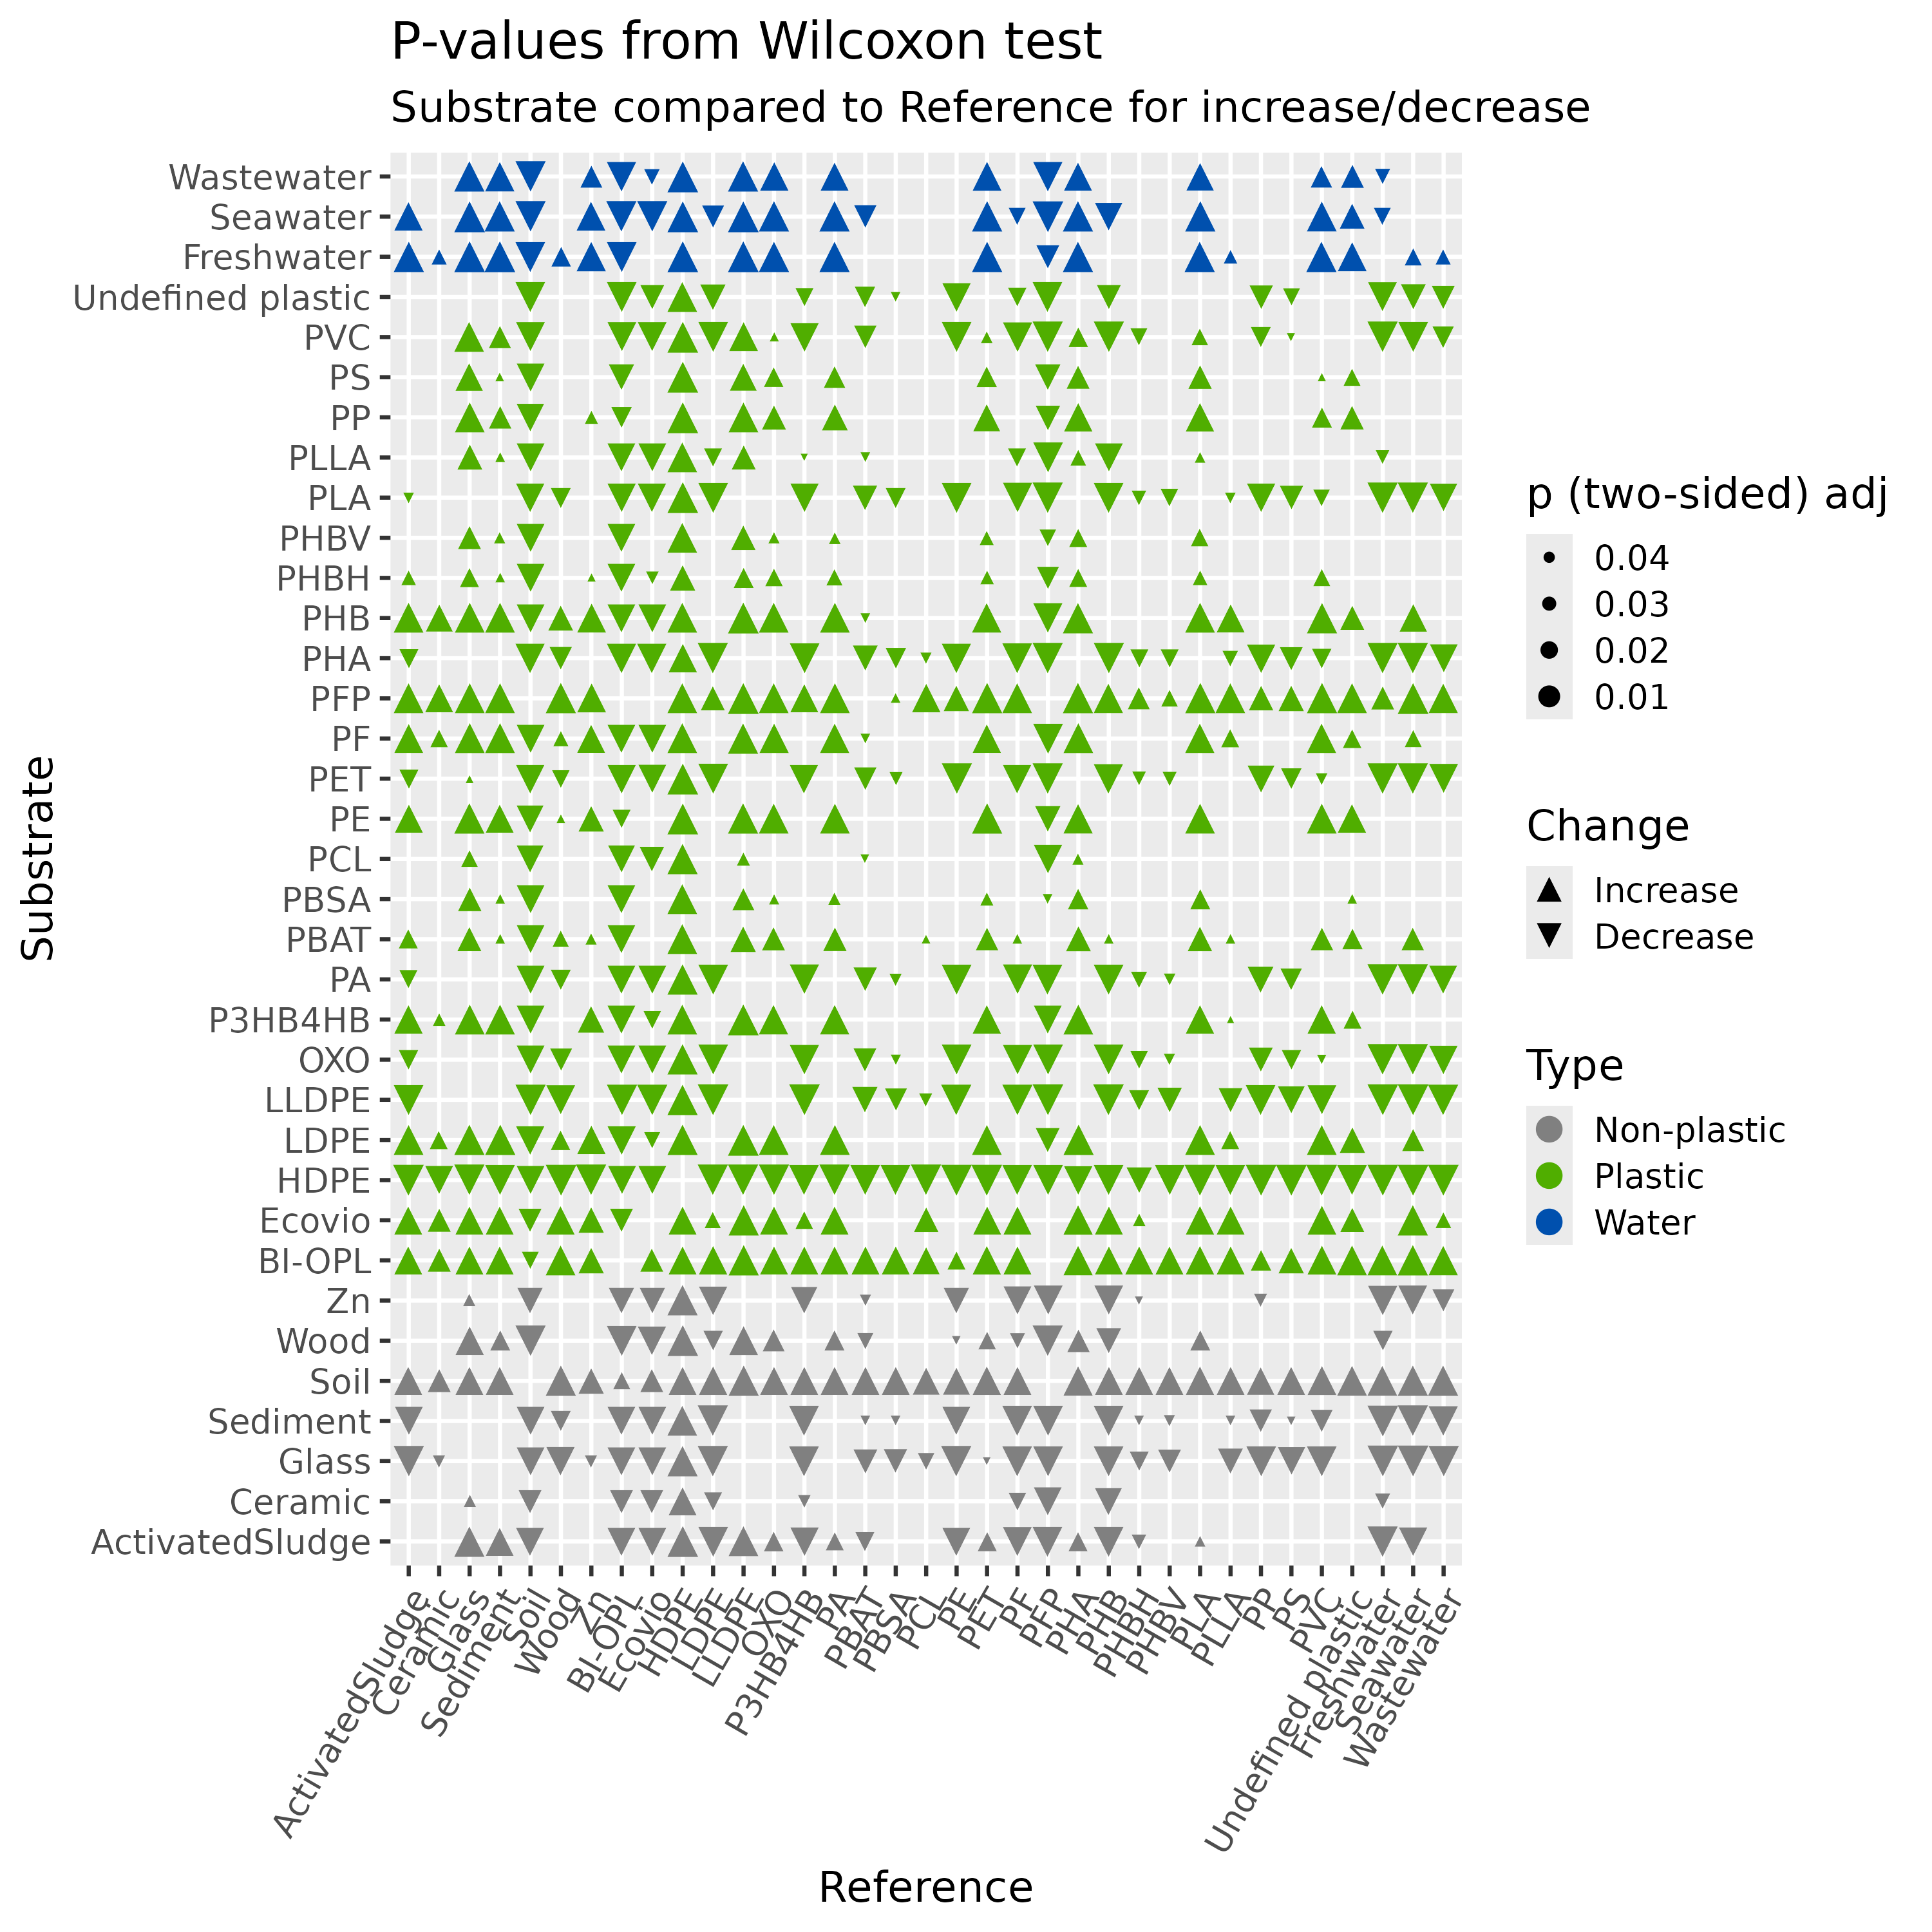 P-values from Wilcoxon test
Substrate compared to Reference for increase/decrease
Substrate
Wastewater
Seawater
Freshwater
Undefined plastic
PVC
PS
PP
PLLA
PLA
PHBV
PHBH
PHB
PHA
PFP
PF
PET
PE
PCL
PBSA
PBAT
PA
P3HB4HB
OXO
LLDPE
LDPE
HDPE
Ecovio
BI-OPL
Zn
Wood
Soil
Sediment
Glass
Ceramic
ActivatedSludge
ActivatedSludge
Ceramic
Glass
Sediment
Soil
Wood
Zn
BI-OPL
Ecovio
HDPE
LDPE
LLDPE
OXO
P3HB4HB
PA
PBAT
PBSA
PCL
PE
PET
PF
PFP
PHA
PHB
PHBH
PHBV
PLA
PLLA
PP
PS
PVC
Undefined plastic
Freshwater
Seawater
Wastewater
Reference
p (two-sided) adj
0.04
0.03
0.02
0.01
Change
Increase
Decrease
Type
Non-plastic
Plastic
Water